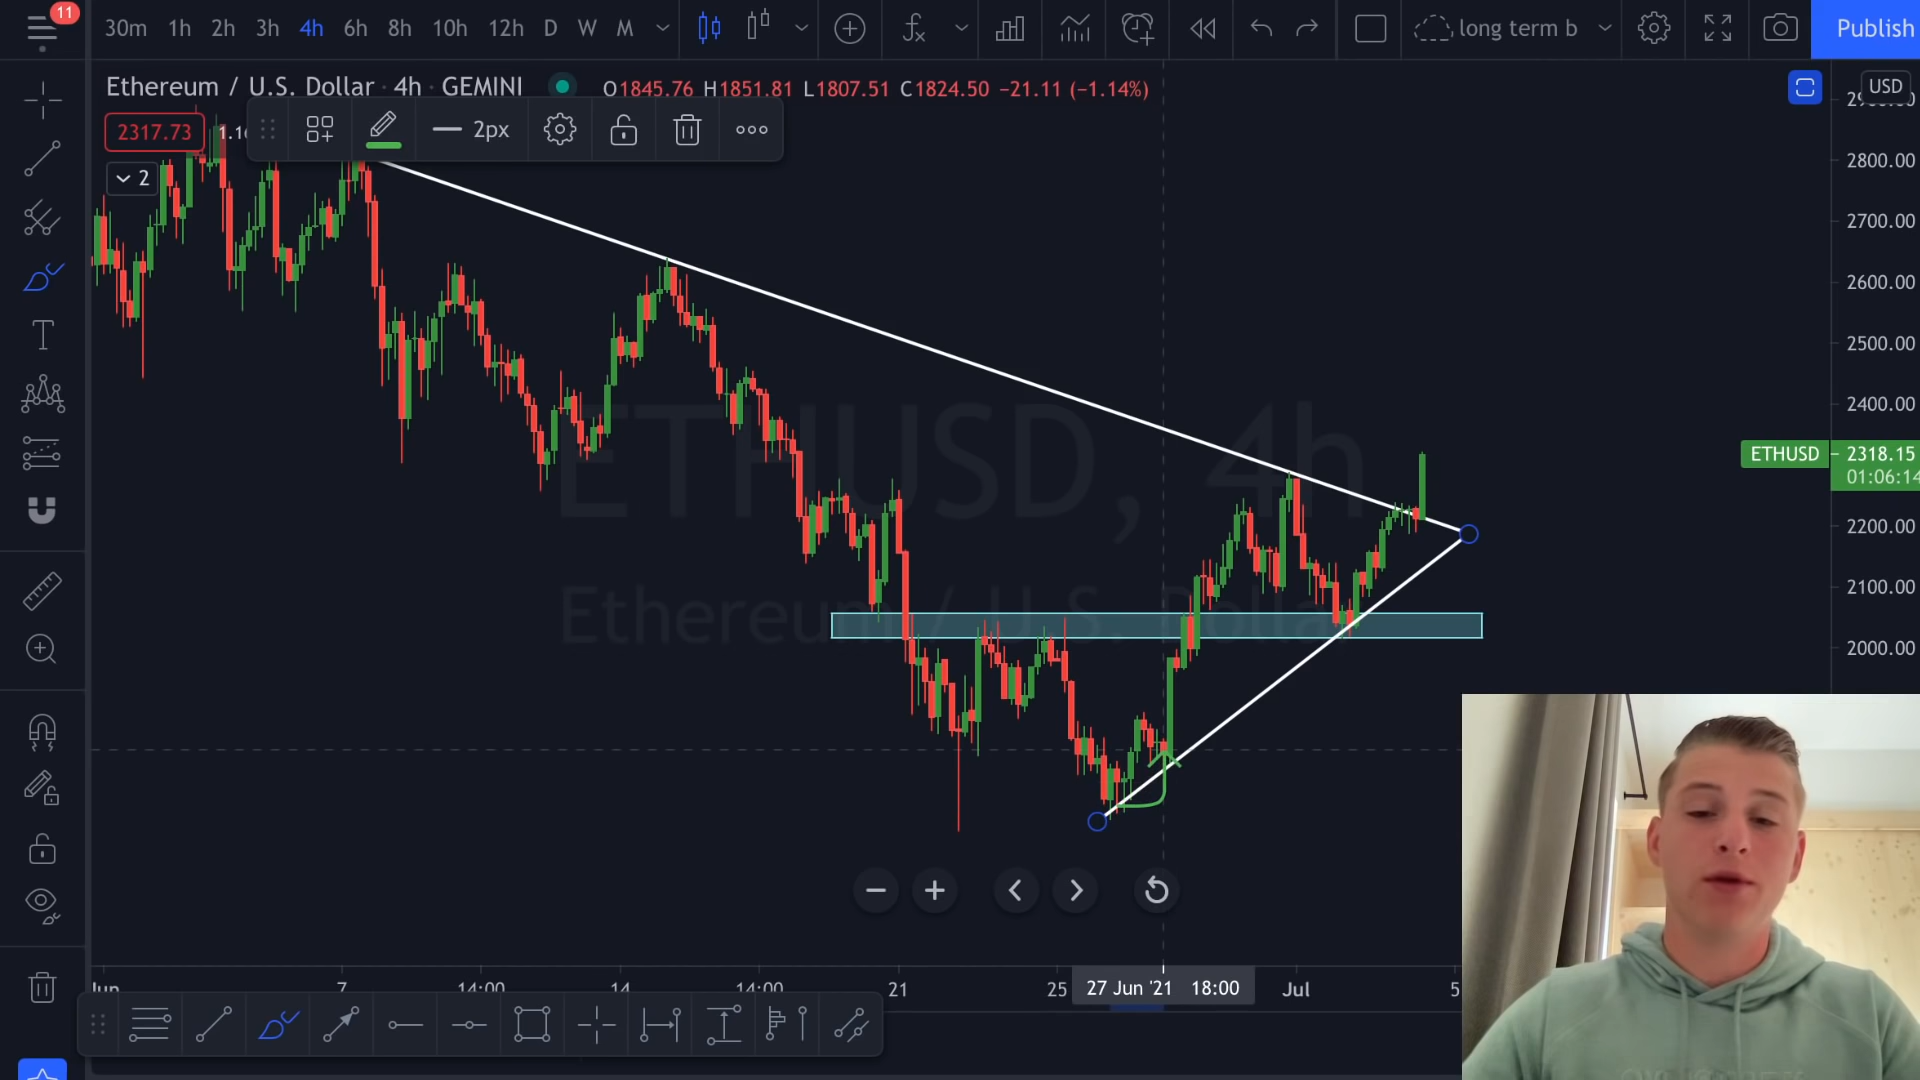 11
30m 1h 2h 3h 4h 6h 8h 10h 12h D W M
long term b
Publish
Ethereum / U.S. Dollar · 4h · GEMINI
O1845.76 H1851.81 L1807.51 C1824.50 −21.11 (−1.14%)
USD
2317.73
2px
2
2800.00
2700.00
2600.00
2500.00
2400.00
ETHUSD
2318.15
01:06:14
2200.00
2100.00
2000.00
ETHUSD, 4h
Ethereum / U.S. Dollar
7
14:00
14
14:00
21
25
27 Jun '21 18:00
Jul
5